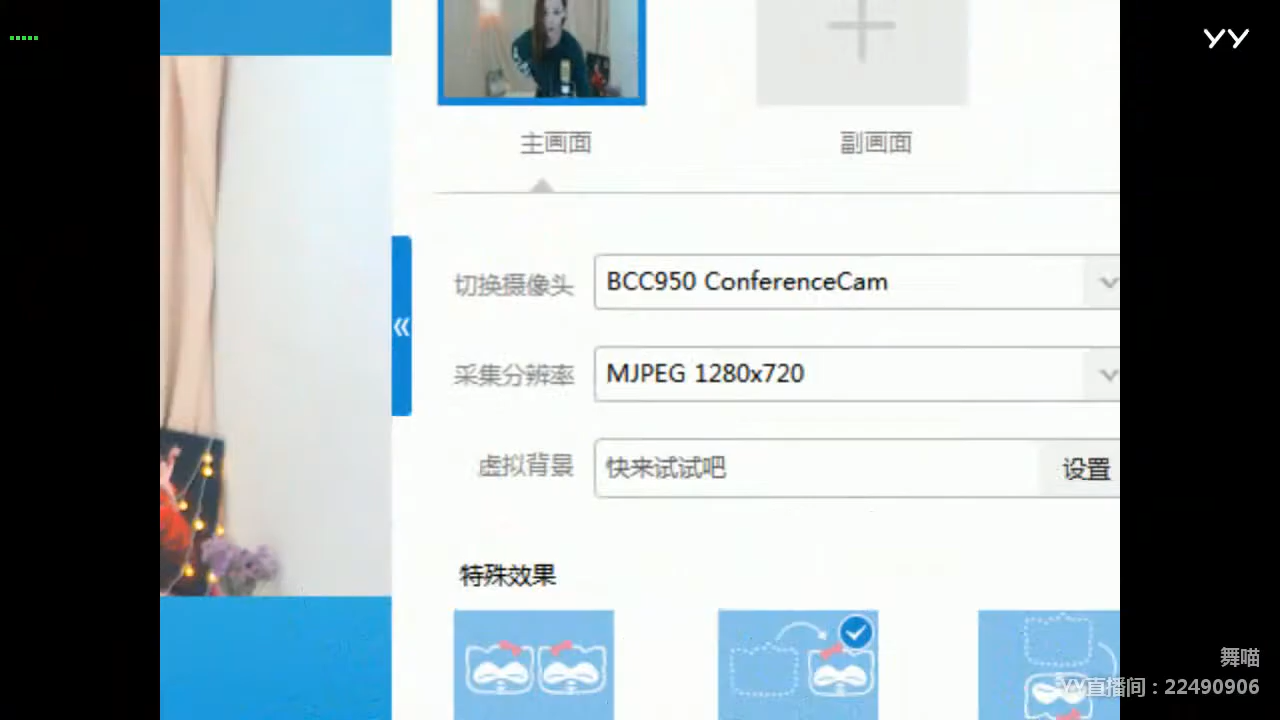 YY
主画面
副画面
切换摄像头 BCC950 ConferenceCam
采集分辨率 MJPEG 1280x720
虚拟背景 快来试试吧 设置
特殊效果
舞喵
YY直播间：22490906